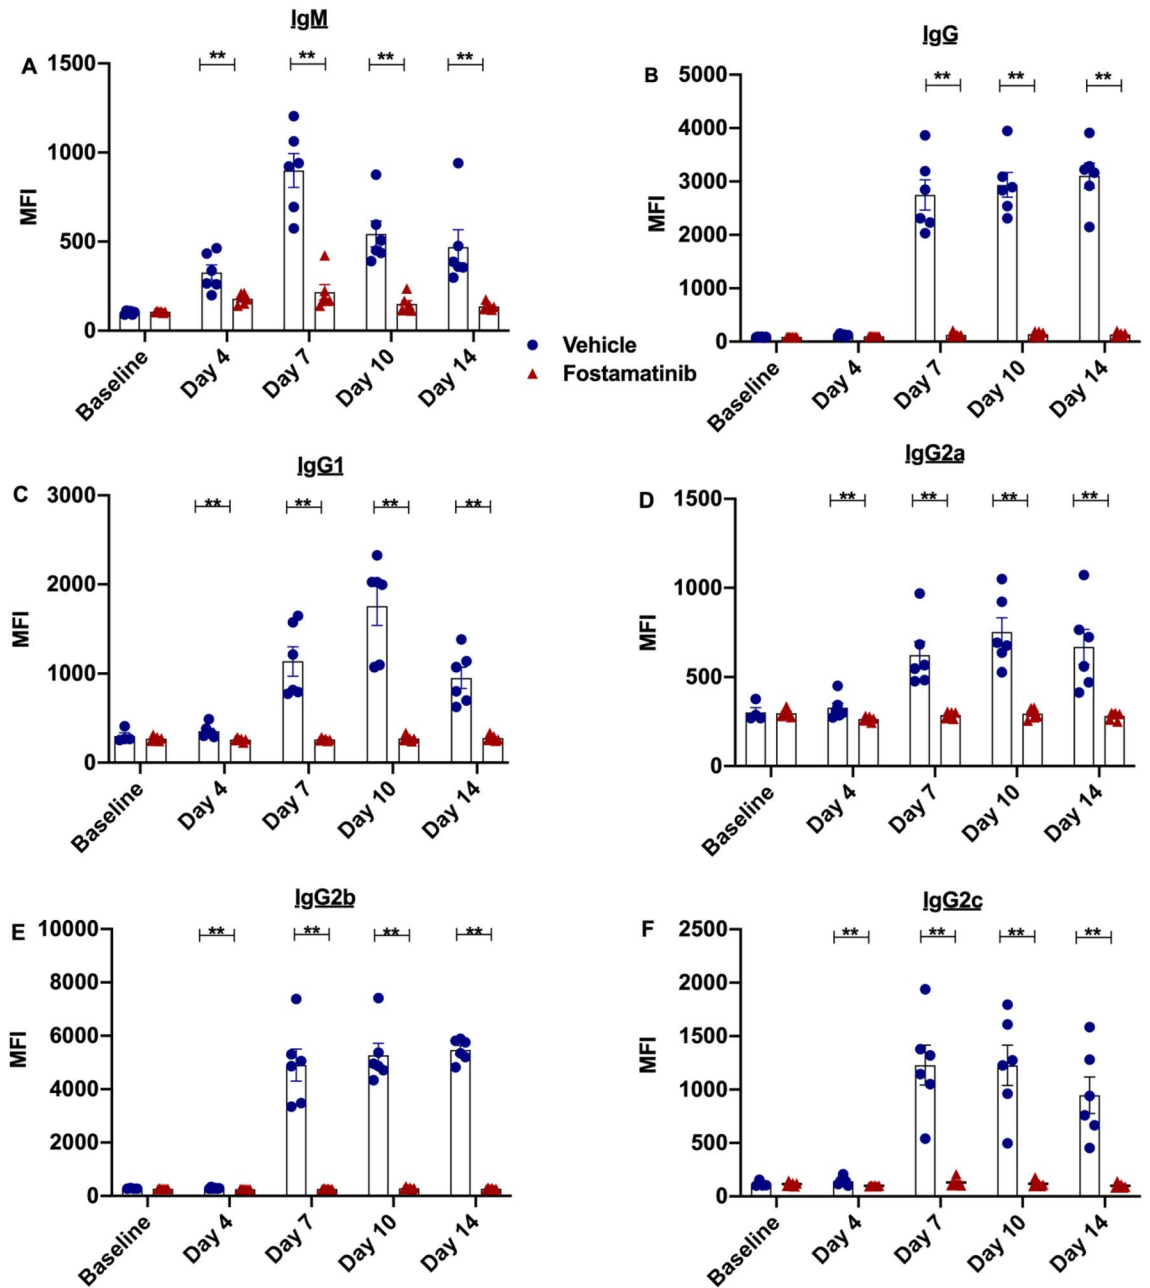 IgM
A
**
**
**
**
1500
1000
500
0
MFI
Baseline
Day 4
Day 7
Day 10
Day 14
IgG
B
**
**
**
5000
4000
3000
2000
1000
0
MFI
Baseline
Day 4
Day 7
Day 10
Day 14
Vehicle
Fostamatinib
IgG1
C
**
**
**
**
3000
2000
1000
0
MFI
Baseline
Day 4
Day 7
Day 10
Day 14
IgG2a
D
**
**
**
**
1500
1000
500
0
MFI
Baseline
Day 4
Day 7
Day 10
Day 14
IgG2b
E
**
**
**
**
10000
8000
6000
4000
2000
0
MFI
Baseline
Day 4
Day 7
Day 10
Day 14
IgG2c
F
**
**
**
**
2500
2000
1500
1000
500
0
MFI
Baseline
Day 4
Day 7
Day 10
Day 14